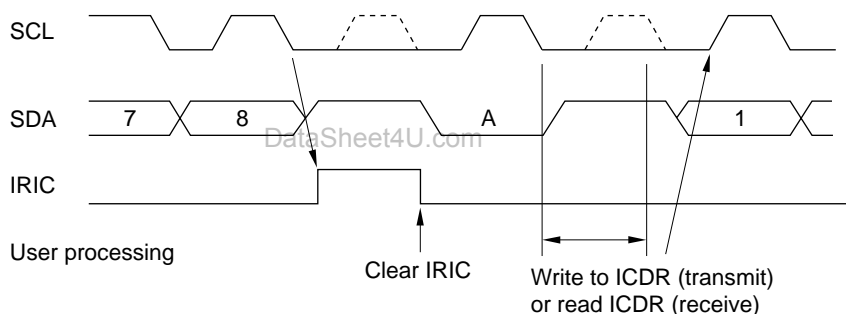 SCL
SDA 7 8 A 1
DataSheet4U.com
IRIC
User processing
Clear IRIC
Write to ICDR (transmit)
or read ICDR (receive)